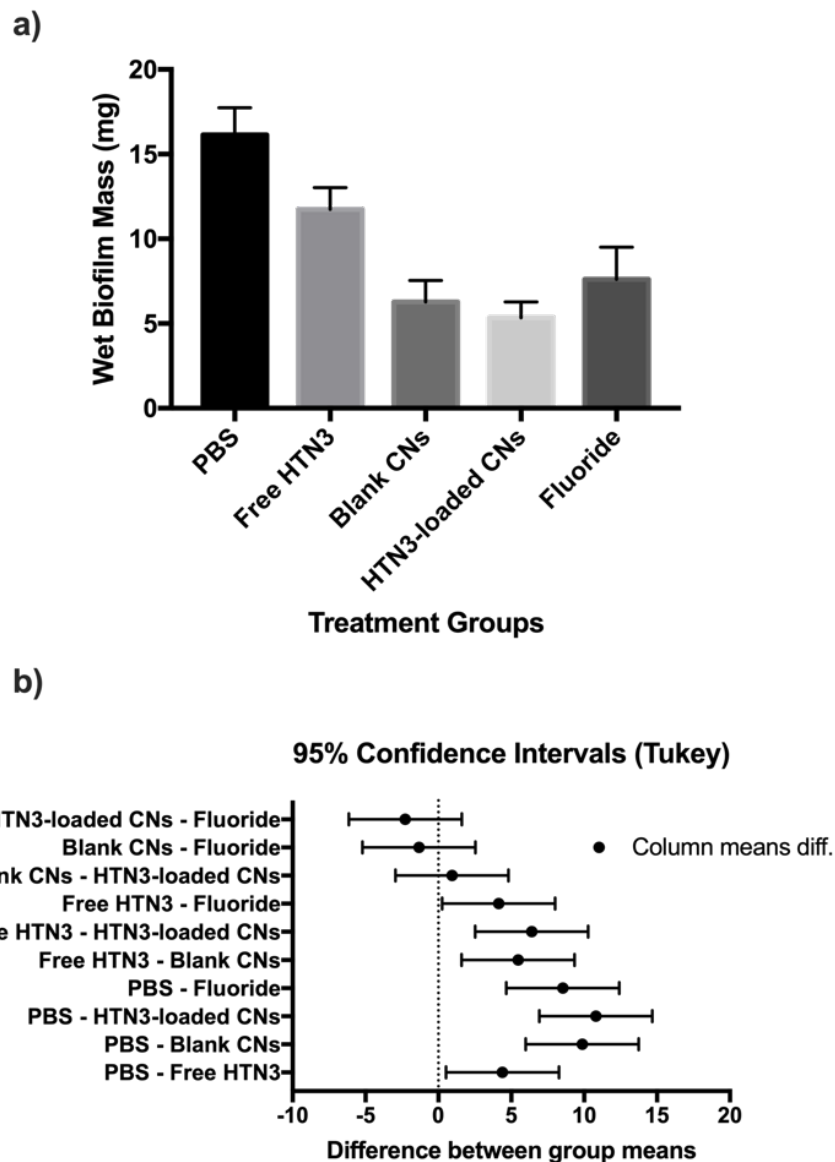 a)
20
15
10
5
0
Wet Biofilm Mass (mg)
PBS
Free HTN3
Blank CNs
HTN3-loaded CNs
Fluoride
Treatment Groups
b)
95% Confidence Intervals (Tukey)
HTN3-loaded CNs - Fluoride
Blank CNs - Fluoride
nk CNs - HTN3-loaded CNs
Free HTN3 - Fluoride
e HTN3 - HTN3-loaded CNs
Free HTN3 - Blank CNs
PBS - Fluoride
PBS - HTN3-loaded CNs
PBS - Blank CNs
PBS - Free HTN3
Column means diff.
-10 -5 0 5 10 15 20
Difference between group means